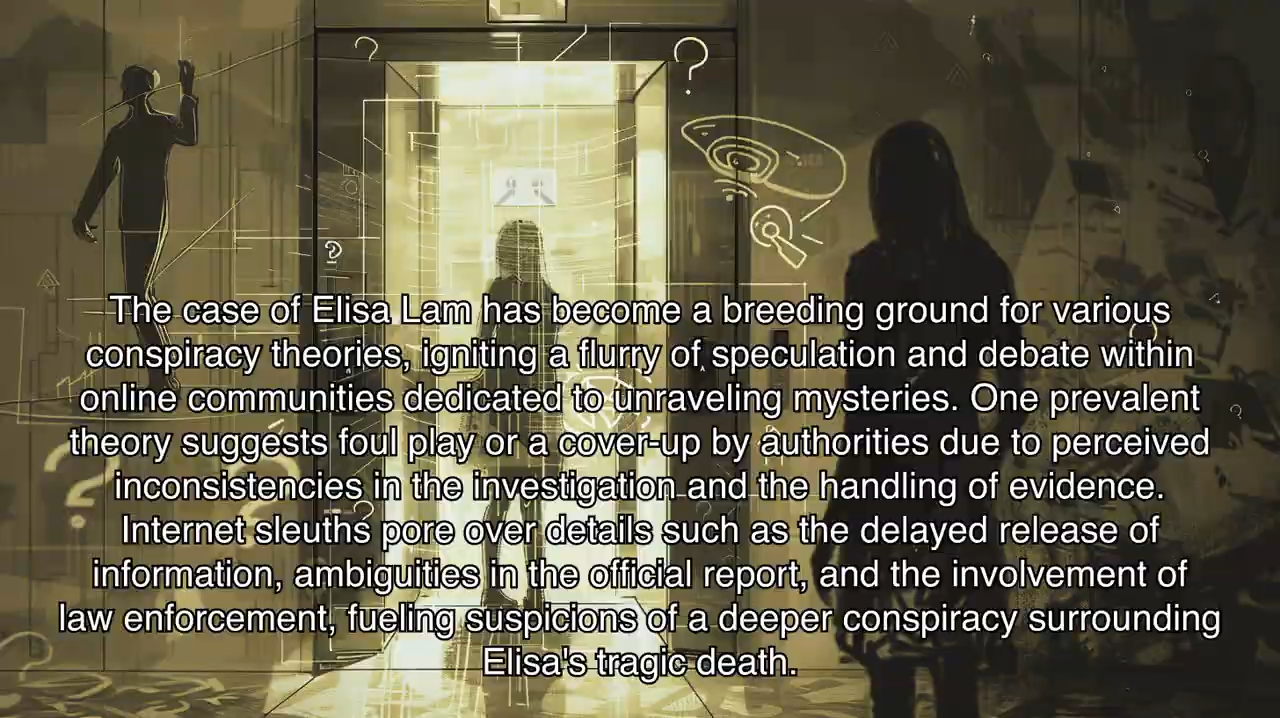 The case of Elisa Lam has become a breeding ground for various
conspiracy theories, igniting a flurry of speculation and debate within
online communities dedicated to unraveling mysteries. One prevalent
theory suggests foul play or a cover-up by authorities due to perceived
inconsistencies in the investigation and the handling of evidence.
Internet sleuths pore over details such as the delayed release of
information, ambiguities in the official report, and the involvement of
law enforcement, fueling suspicions of a deeper conspiracy surrounding
Elisa's tragic death.